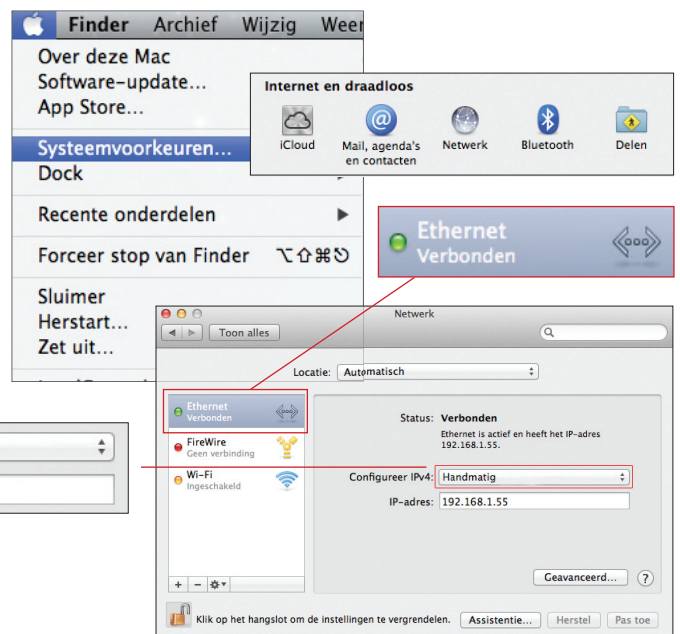 Finder Archief Wijzig Weer
Over deze Mac
Software-update...
App Store...
Systeemvoorkeuren...
Dock
Recente onderdelen
Forceer stop van Finder ⌥⇧⌘⎋
Sluimer
Herstart...
Zet uit...
Internet en draadloos
iCloud
Mail, agenda's
en contacten
Netwerk
Bluetooth
Delen
Ethernet
Verbonden
Netwerk
Toon alles
Locatie: Automatisch
Ethernet
Verbonden
FireWire
Geen verbinding
Wi-Fi
Ingeschakeld
Status: Verbonden
Ethernet is actief en heeft het IP-adres
192.168.1.55.
Configureer IPv4: Handmatig
IP-adres: 192.168.1.55
Geavanceerd... ?
Klik op het hangslot om de instellingen te vergrendelen. Assistentie... Herstel Pas toe